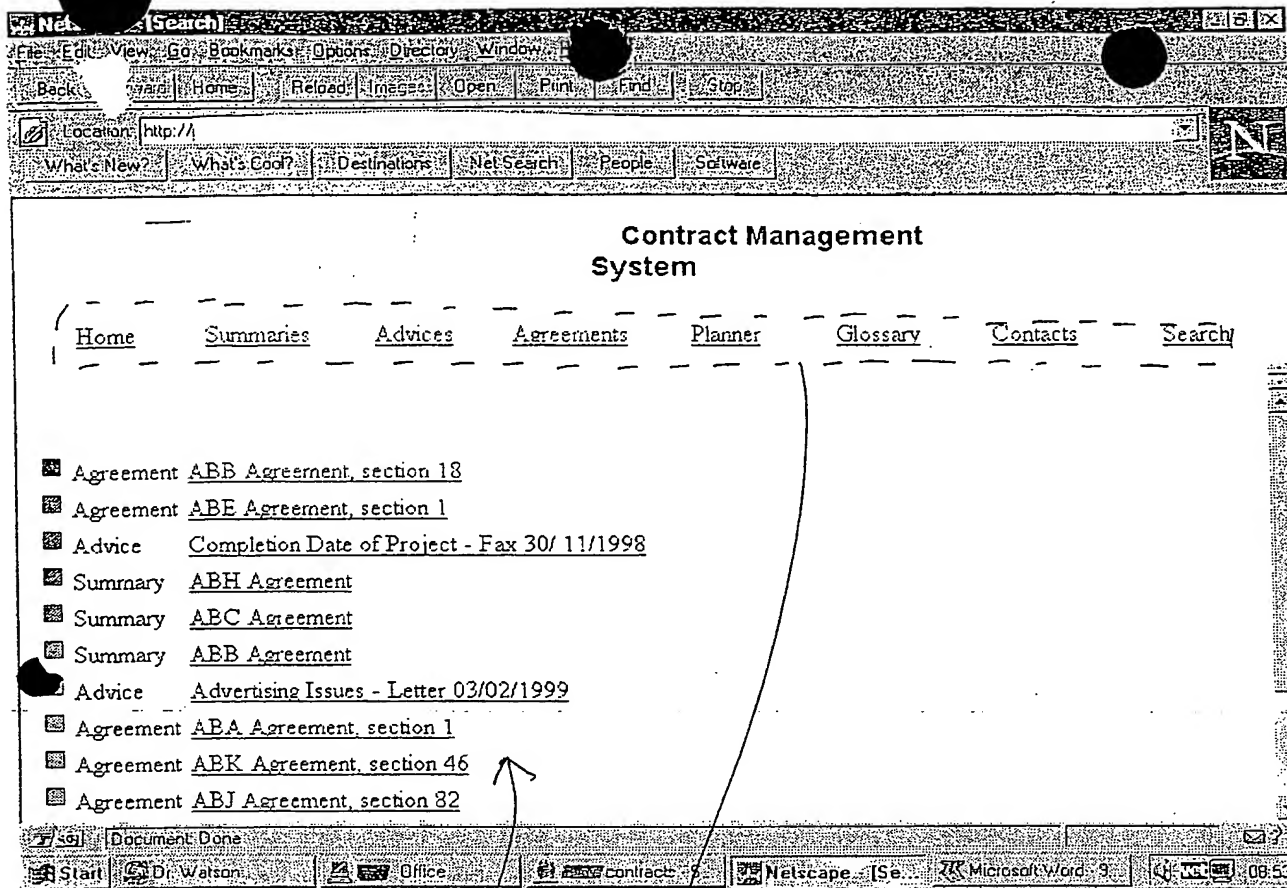 [Search]
File Edit View Go Bookmarks Options Directory Window
Back Home Reload Images Open Print Find Stop
Location: http://
What's New? What's Cool? Destinations Net Search People Software
N
Contract Management
System
Home Summaries Advices Agreements Planner Glossary Contacts Search
Agreement ABB Agreement, section 18
Agreement ABE Agreement, section 1
Advice Completion Date of Project - Fax 30/ 11/1998
Summary ABH Agreement
Summary ABC Agreement
Summary ABB Agreement
Advice Advertising Issues - Letter 03/02/1999
Agreement ABA Agreement, section 1
Agreement ABK Agreement, section 46
Agreement ABJ Agreement, section 82
Document: Done
Start Dr. Watson Office contracts Netscape - [Se... Microsoft Word